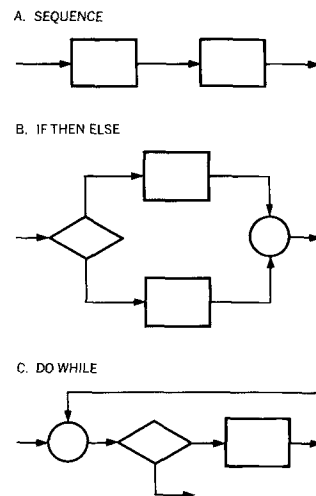 A. SEQUENCE
B. IF THEN ELSE
C. DO WHILE